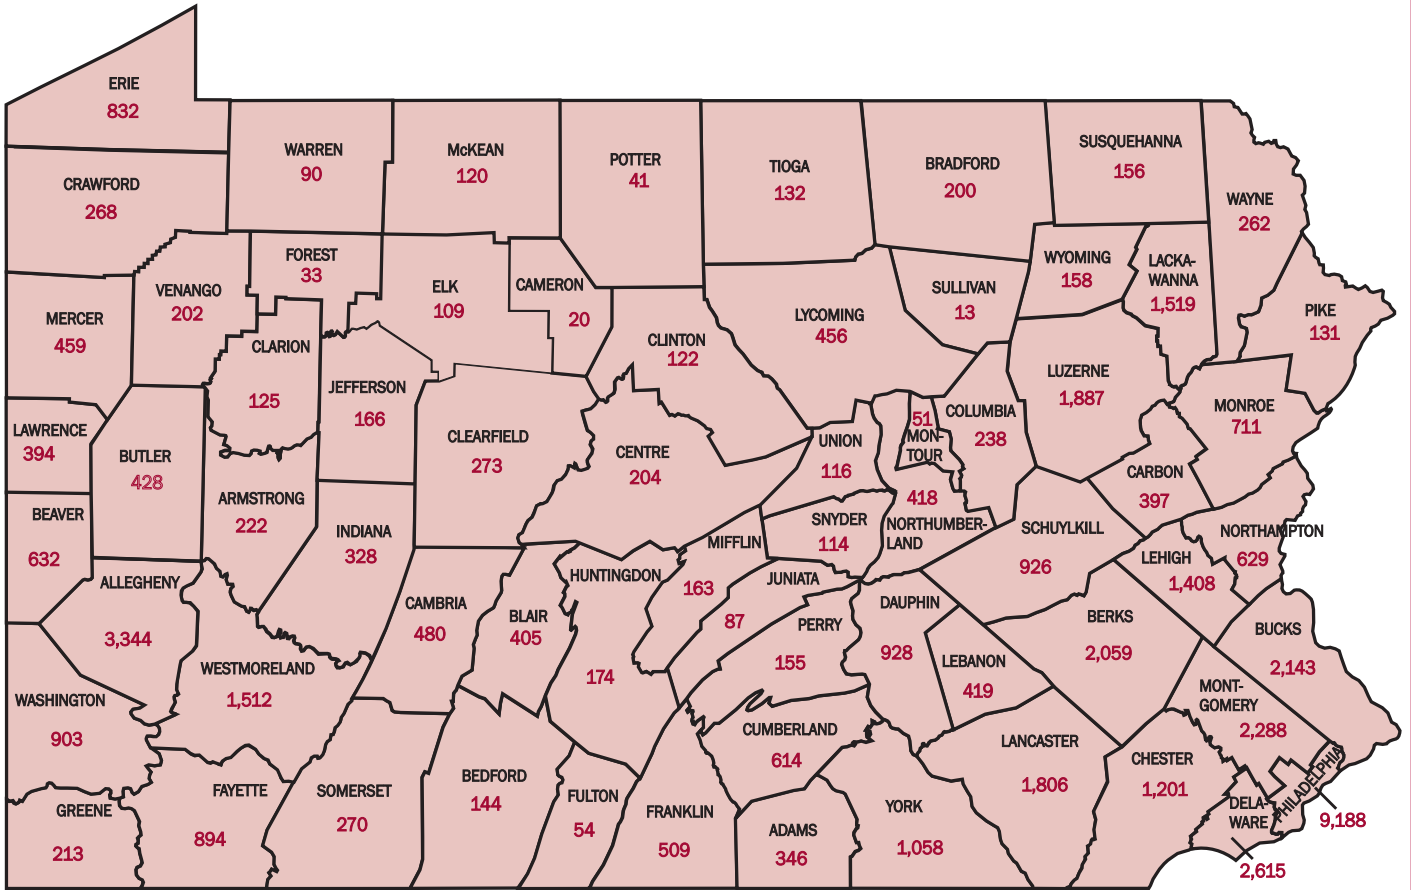 ERIE
832
CRAWFORD
268
WARREN
90
McKEAN
120
POTTER
41
TIOGA
132
BRADFORD
200
SUSQUEHANNA
156
WAYNE
262
FOREST
33
VENANGO
202
ELK
109
CAMERON
20
SULLIVAN
13
WYOMING
158
LACKA-
WANNA
1,519
PIKE
131
MERCER
459
CLARION
125
JEFFERSON
166
CLINTON
122
LYCOMING
456
LUZERNE
1,887
MONROE
711
LAWRENCE
394
BUTLER
428
CLEARFIELD
273
CENTRE
204
UNION
116
51
MON-
TOUR
COLUMBIA
238
CARBON
397
BEAVER
632
ARMSTRONG
222
INDIANA
328
SNYDER
114
418
NORTHUMBER-
LAND
SCHUYLKILL
926
NORTHAMPTON
629
LEHIGH
1,408
ALLEGHENY
3,344
CAMBRIA
480
BLAIR
405
HUNTINGDON
174
MIFFLIN
163
JUNIATA
87
PERRY
155
DAUPHIN
928
LEBANON
419
BERKS
2,059
BUCKS
2,143
WASHINGTON
903
WESTMORELAND
1,512
CUMBERLAND
614
LANCASTER
1,806
MONT-
GOMERY
2,288
CHESTER
1,201
GREENE
213
FAYETTE
894
SOMERSET
270
BEDFORD
144
FULTON
54
FRANKLIN
509
ADAMS
346
YORK
1,058
DELA-
WARE
2,615
PHILADELPHIA
9,188